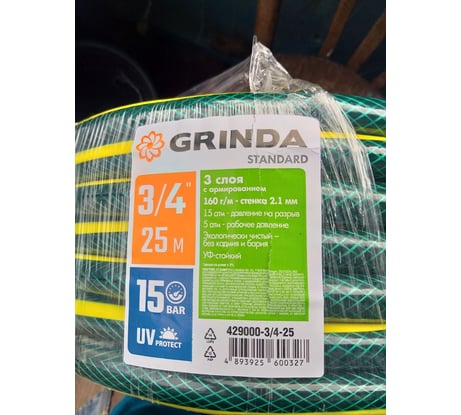 GRINDA
STANDARD
3/4"
25 м
3 слоя
с армированием
160 г/м - стенка 2.1 мм
15 атм - давление на разрыв
5 атм - рабочее давление
Экологически чистый –
без кадмия и бария
УФ-стойкий
15 BAR
UV PROTECT
429000-3/4-25
4 893925 600327